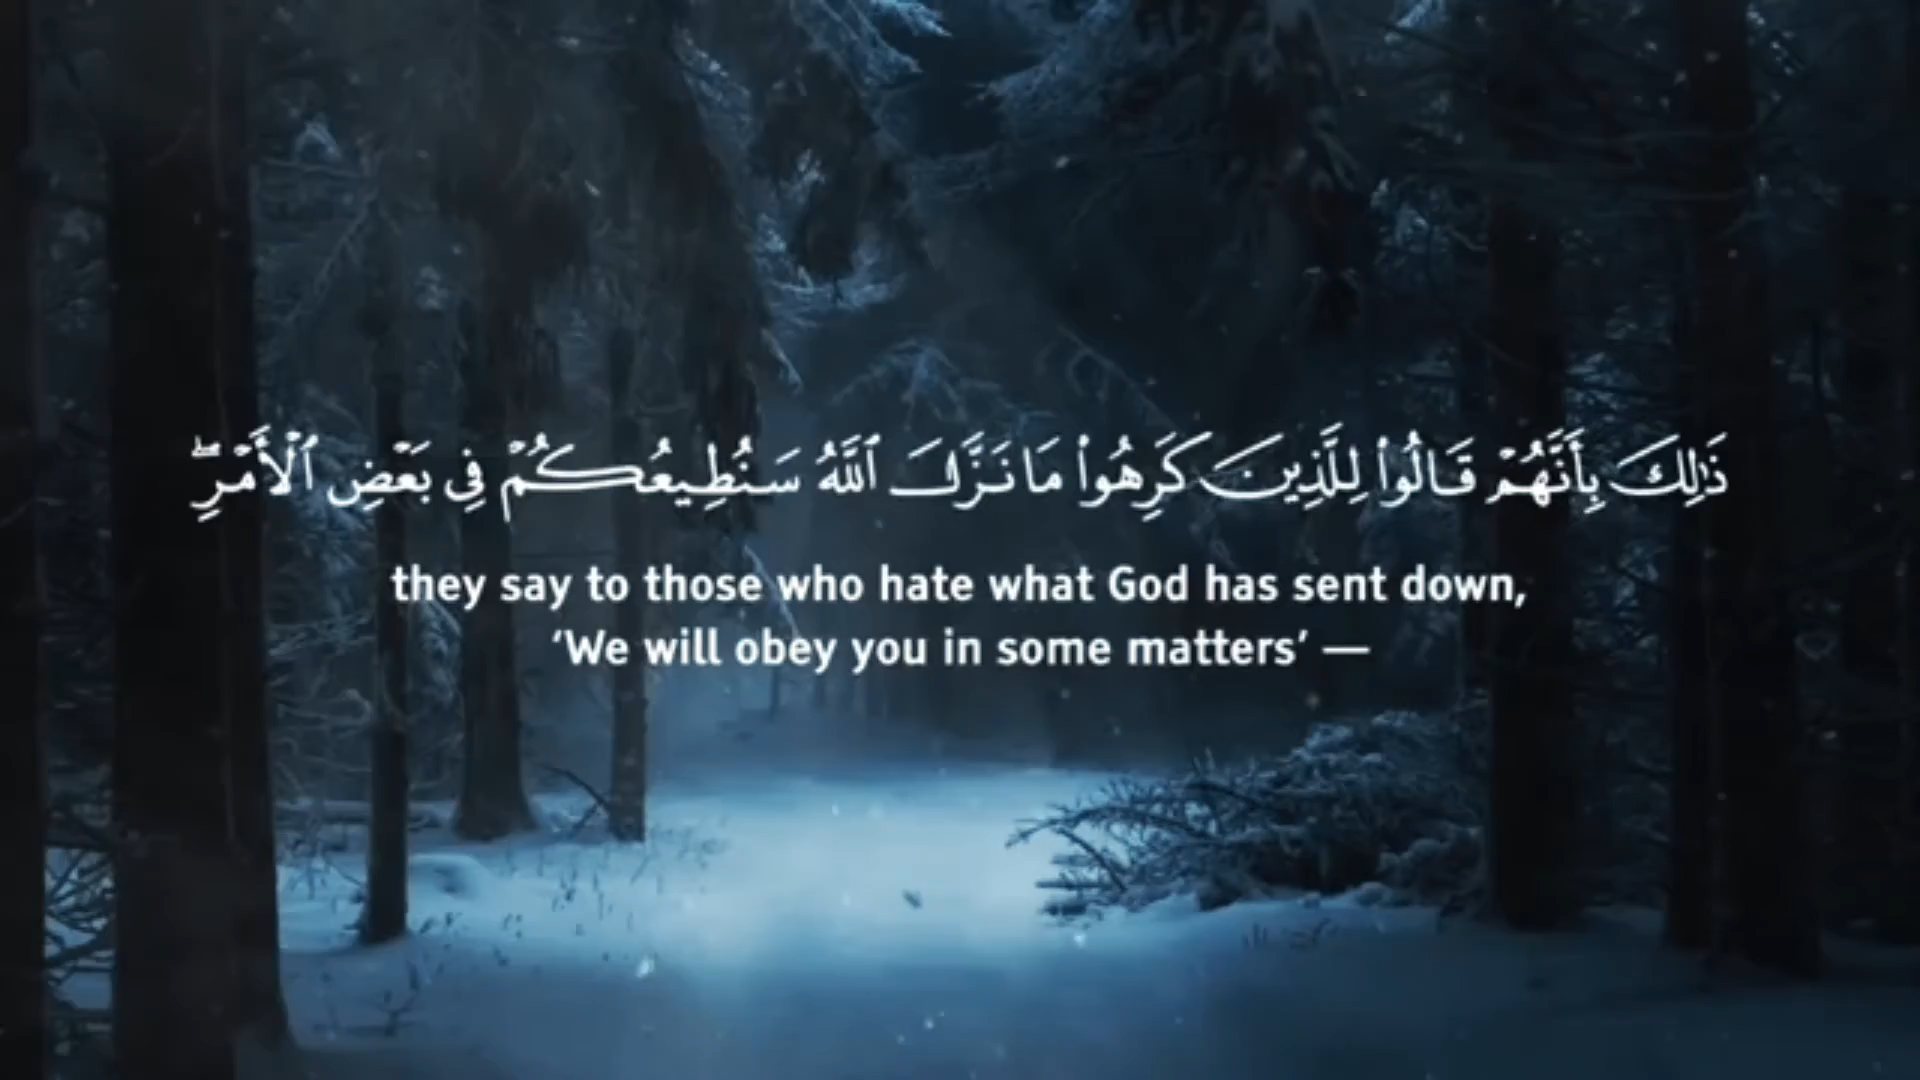 ذَٰلِكَ بِأَنَّهُمْ قَالُوا۟ لِلَّذِينَ كَرِهُوا۟ مَا نَزَّلَ ٱللَّهُ سَنُطِيعُكُمْ فِى بَعْضِ ٱلْأَمْرِ ۖ
they say to those who hate what God has sent down,
‘We will obey you in some matters’ —